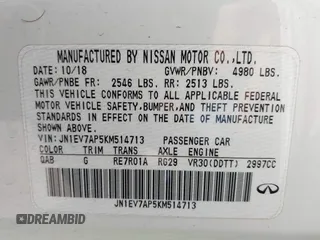 MANUFACTURED BY NISSAN MOTOR CO.,LTD.
DATE: 10/18 GVWR/PNBV: 4980 LBS.
GAWR/PNBE FR: 2546 LBS. RR: 2513 LBS.
THIS VEHICLE CONFORMS TO ALL APPLICABLE FEDERAL
MOTOR VEHICLE SAFETY, BUMPER, AND THEFT PREVENTION
STANDARDS IN EFFECT ON THE DATE OF MANUFACTURE
SHOWN ABOVE.
VIN: JN1EV7AP5KM514713 PASSENGER CAR
COLOR TRIM TRANS AXLE ENGINE
QAB G RE7R01A RG29 VR30(DDTT) 2997CC
JN1EV7AP5KM514713
REDREAMBID